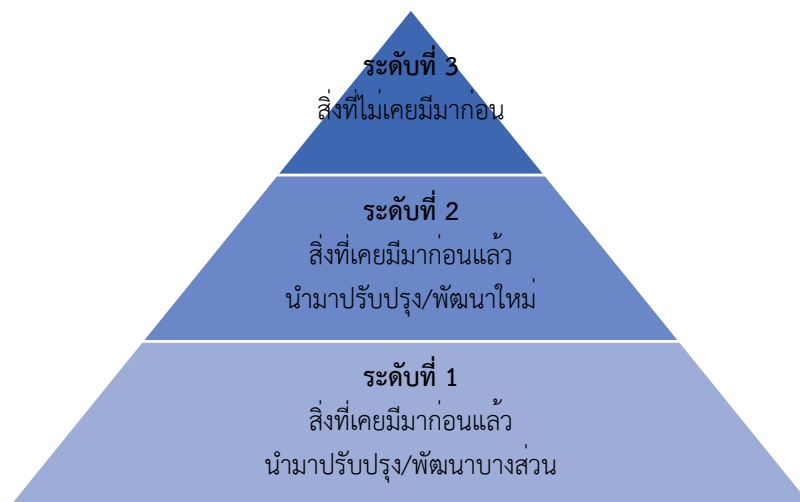 ระดับที่ 3
สิ่งที่ไม่เคยมีมาก่อน
ระดับที่ 2
สิ่งที่เคยมีมาก่อนแล้ว
นำมาปรับปรุง/พัฒนาใหม่
ระดับที่ 1
สิ่งที่เคยมีมาก่อนแล้ว
นำมาปรับปรุง/พัฒนาบางส่วน